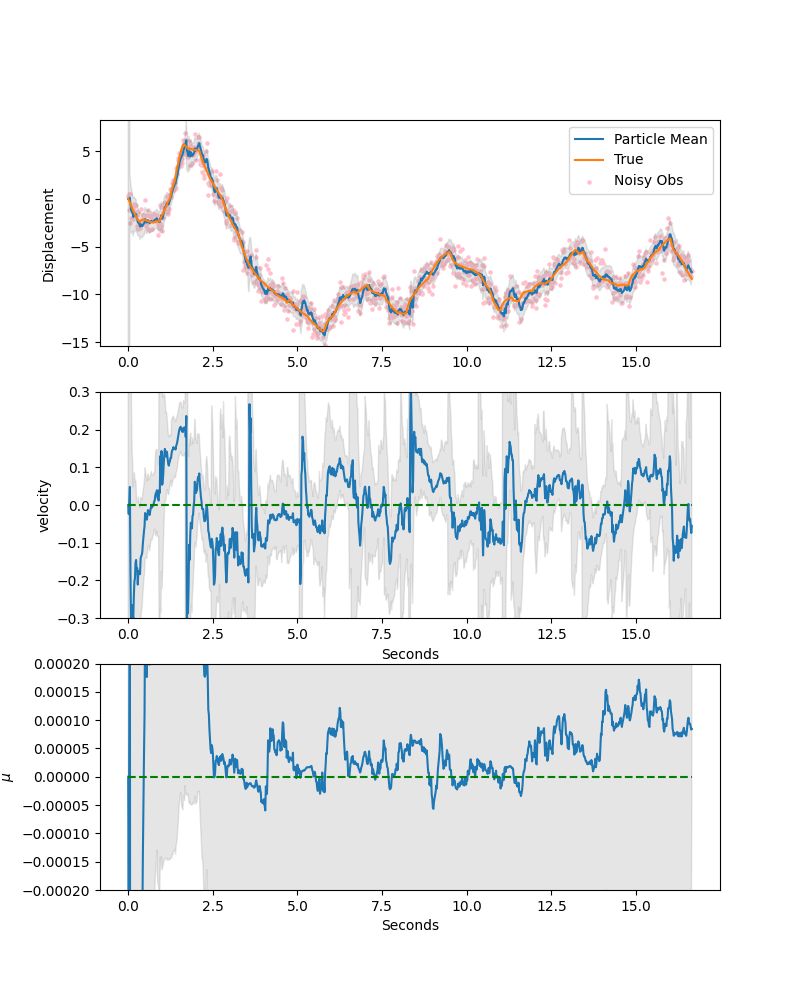 Displacement
5
0
−5
−10
−15
Particle Mean
True
Noisy Obs
0.0 2.5 5.0 7.5 10.0 12.5 15.0
velocity
0.3
0.2
0.1
0.0
−0.1
−0.2
−0.3
0.0 2.5 5.0 7.5 10.0 12.5 15.0
Seconds
μ
0.00020
0.00015
0.00010
0.00005
0.00000
−0.00005
−0.00010
−0.00015
−0.00020
0.0 2.5 5.0 7.5 10.0 12.5 15.0
Seconds